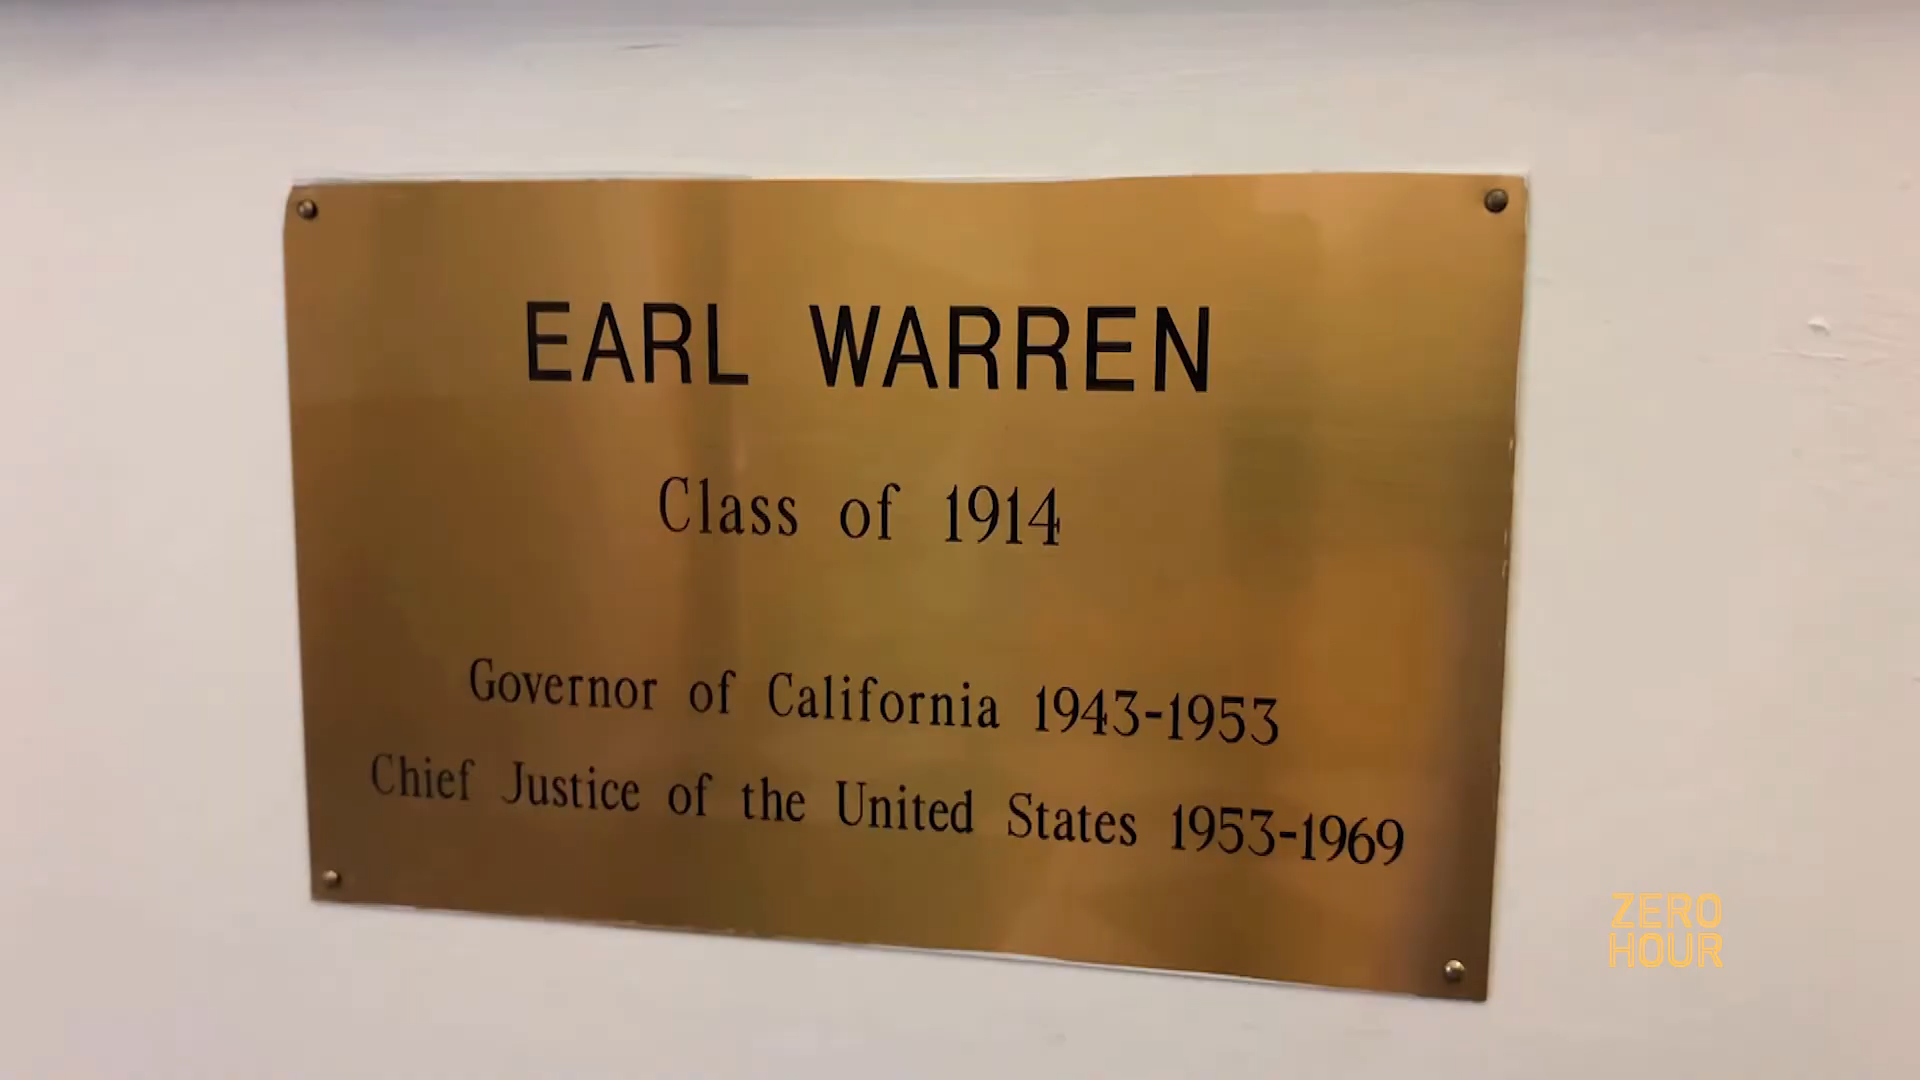 EARL WARREN
Class of 1914
Governor of California 1943-1953
Chief Justice of the United States 1953-1969
ZERO
HOUR